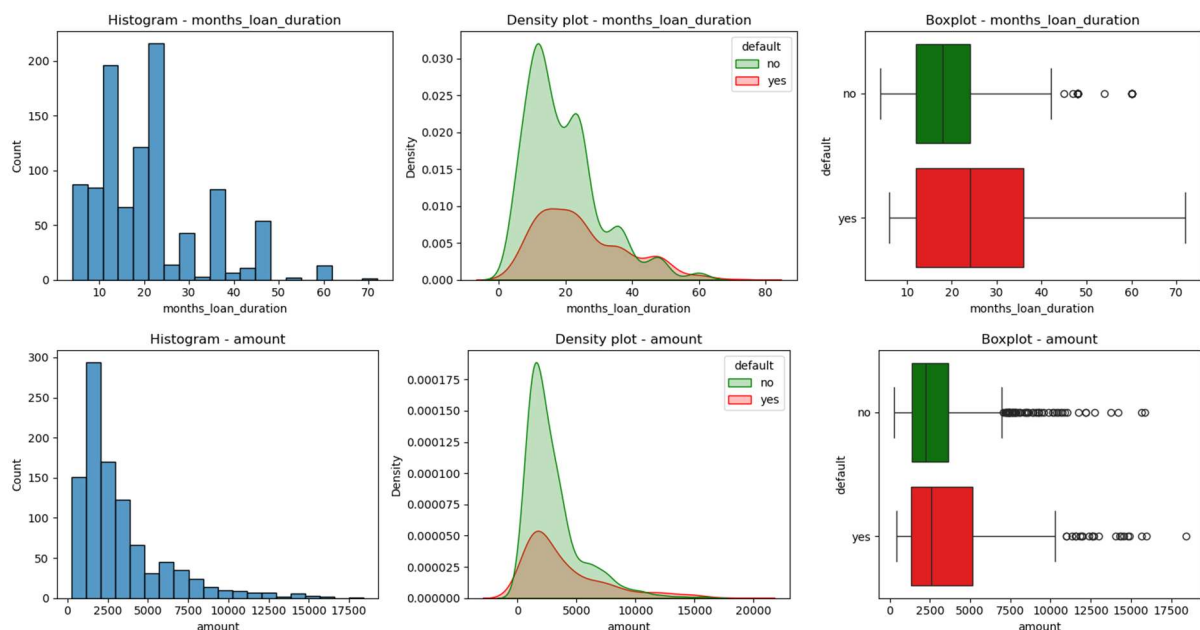 Histogram - months_loan_duration
200
150
100
50
0
Count
10 20 30 40 50 60 70
months_loan_duration
Density plot - months_loan_duration
default
no
yes
0.030
0.025
0.020
0.015
0.010
0.005
0.000
Density
0 20 40 60 80
months_loan_duration
Boxplot - months_loan_duration
no
yes
default
10 20 30 40 50 60 70
months_loan_duration
Histogram - amount
300
250
200
150
100
50
0
Count
0 2500 5000 7500 10000 12500 15000 17500
amount
Density plot - amount
default
no
yes
0.000175
0.000150
0.000125
0.000100
0.000075
0.000050
0.000025
0.000000
Density
0 5000 10000 15000 20000
amount
Boxplot - amount
no
yes
default
0 2500 5000 7500 10000 12500 15000 17500
amount